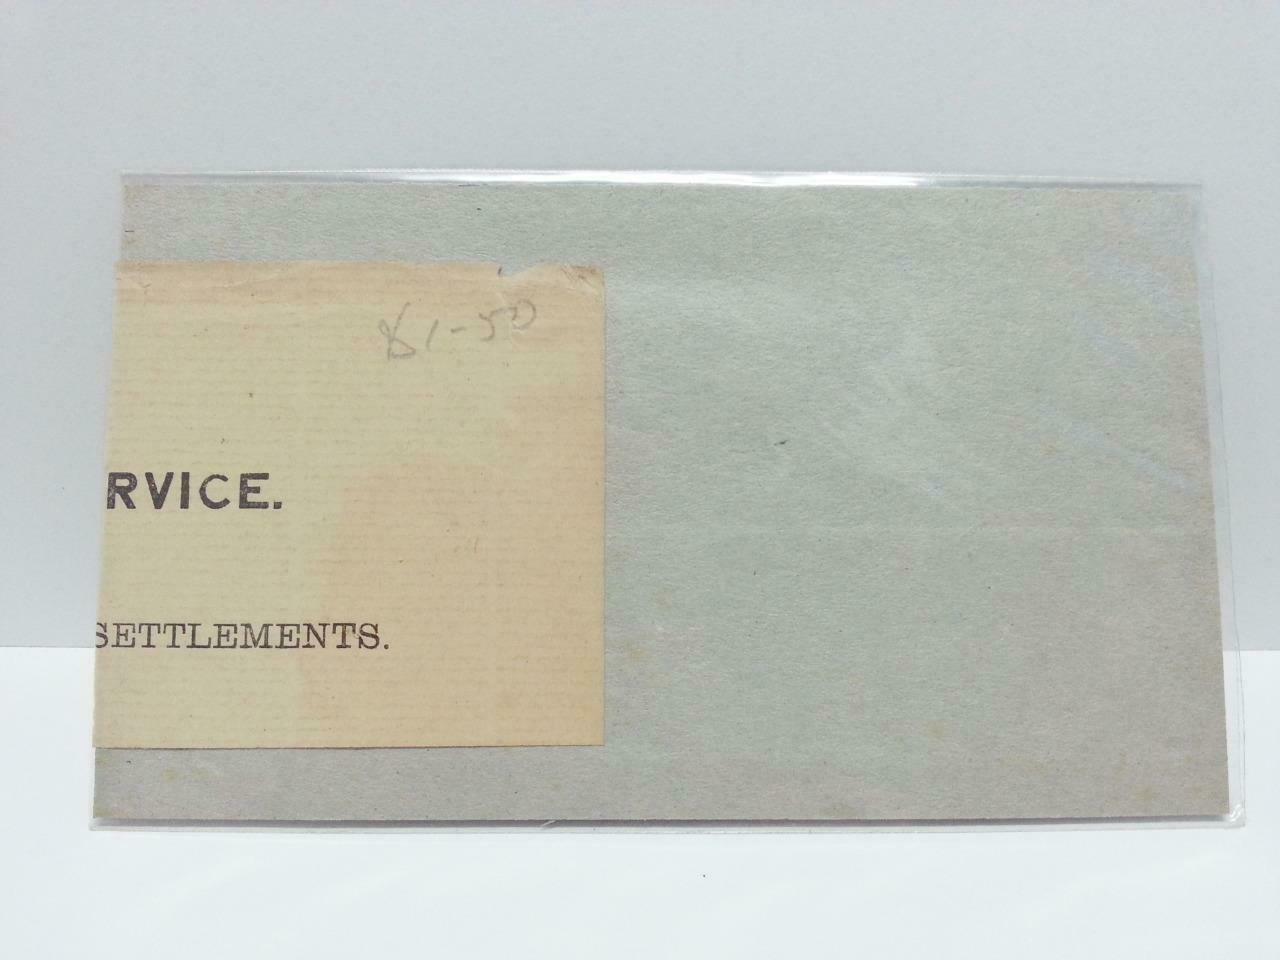 $1-50
RVICE.
SETTLEMENTS.